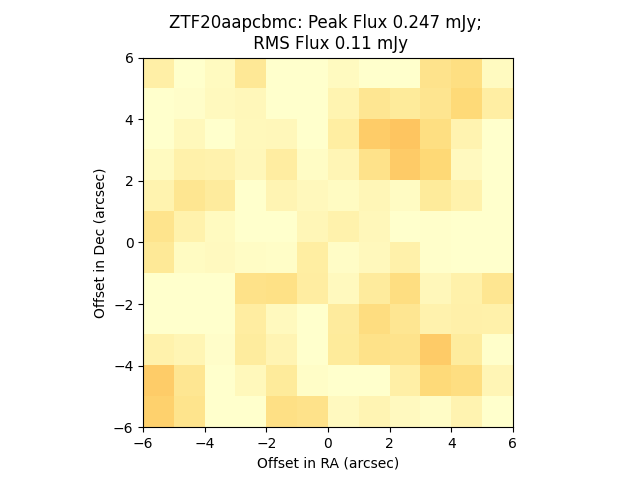 ZTF20aapcbmc: Peak Flux 0.247 mJy;
RMS Flux 0.11 mJy
6
4
2
0
−2
−4
−6
Offset in Dec (arcsec)
−6 −4 −2 0 2 4 6
Offset in RA (arcsec)